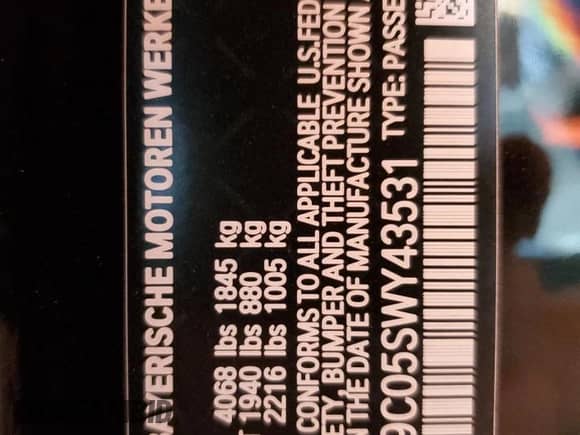 BAYERISCHE MOTOREN WERKE
4068 lbs 1845 kg
1940 lbs 880 kg
2216 lbs 1005 kg
CONFORMS TO ALL APPLICABLE U.S.FED
BUMPER AND THEFT PREVENTION
THE DATE OF MANUFACTURE SHOWN
9C05SWY43531 TYPE: PASSE